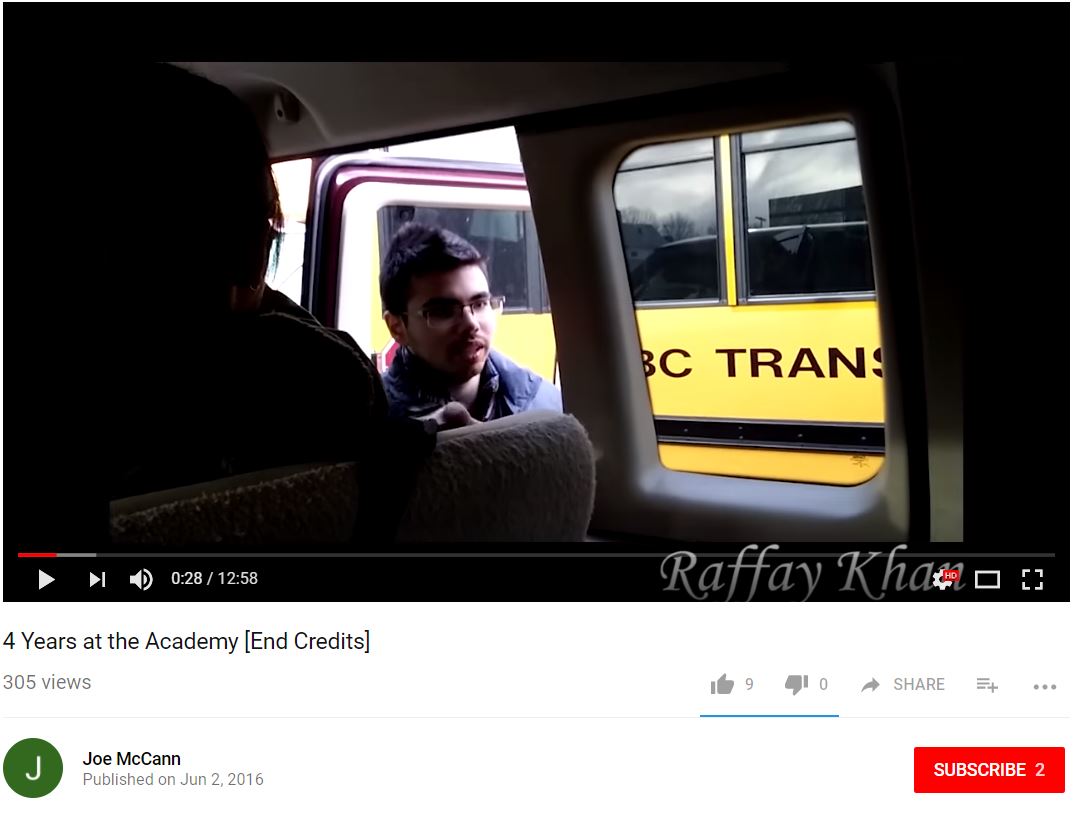 BC TRANS
Raffay Khan
HD
0:28 / 12:58
4 Years at the Academy [End Credits]
305 views
9
0
SHARE
J
Joe McCann
Published on Jun 2, 2016
SUBSCRIBE 2